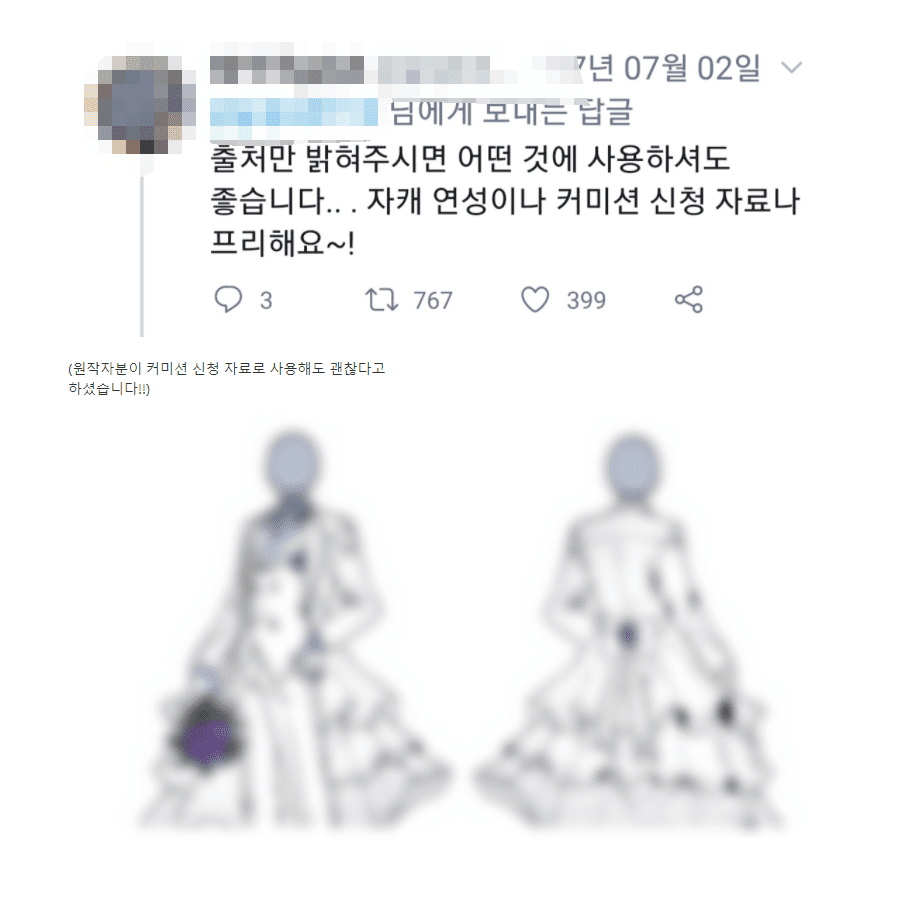 7년 07월 02일
님에게 보내는 답글
출처만 밝혀주시면 어떤 것에 사용하셔도
좋습니다.. . 자캐 연성이나 커미션 신청 자료나
프리해요~!
3 767 399
(원작자분이 커미션 신청 자료로 사용해도 괜찮다고
하셨습니다!!)